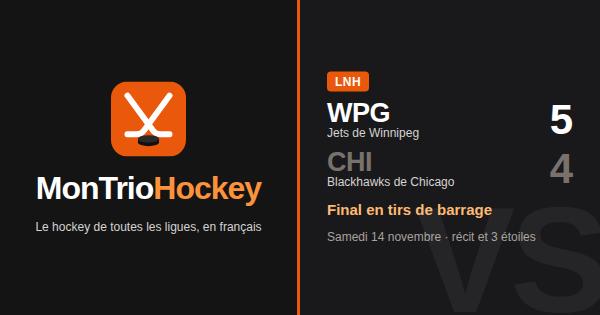 MonTrioHockey
Le hockey de toutes les ligues, en français
LNH
WPG 5
Jets de Winnipeg
CHI 4
Blackhawks de Chicago
Final en tirs de barrage
Samedi 14 novembre · récit et 3 étoiles
VS